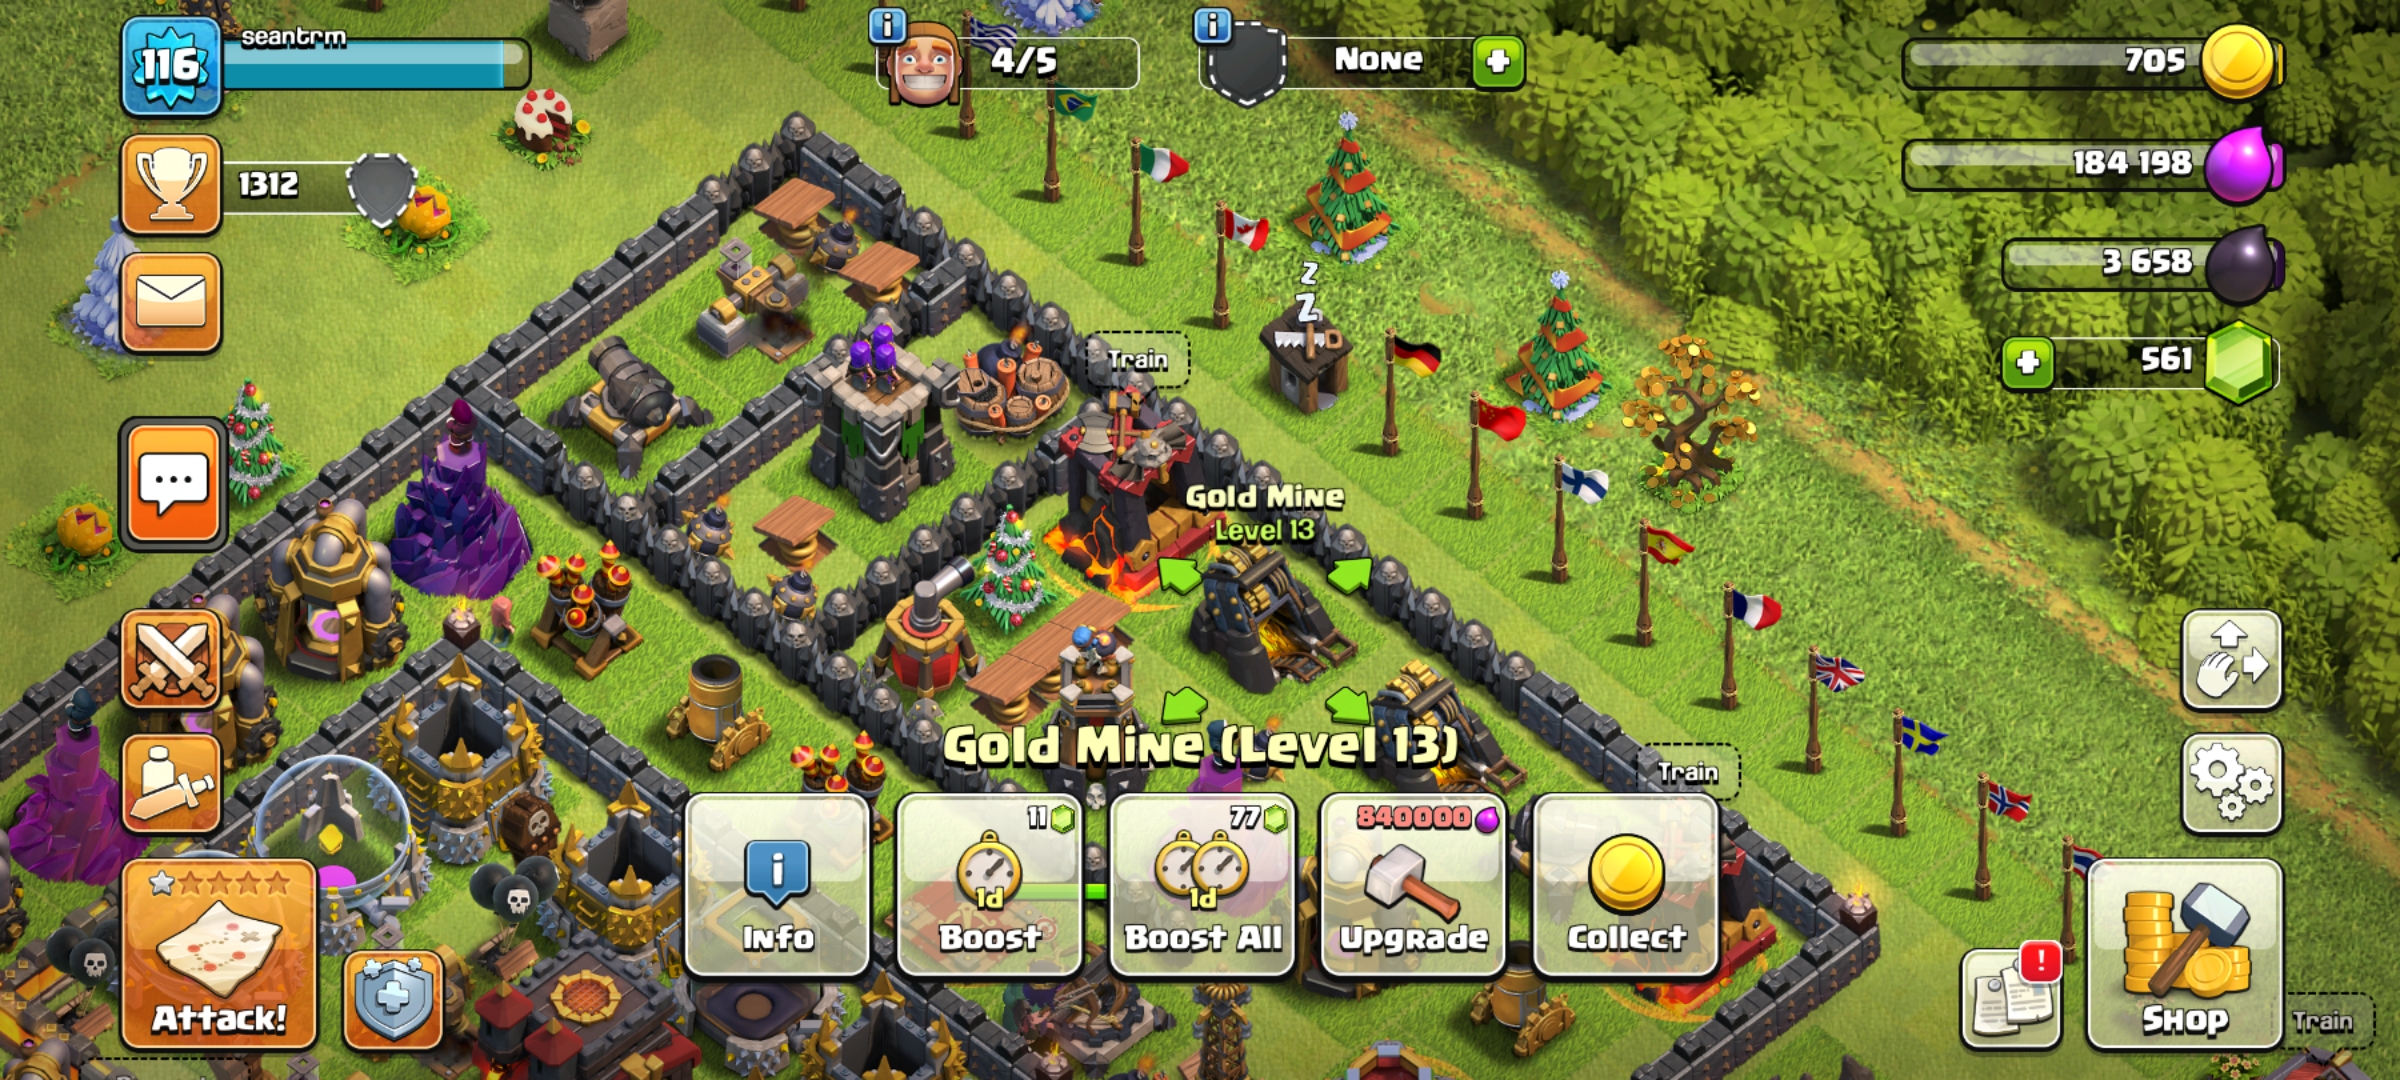 116
seantrm
4/5
None
705
1312
184 198
3 658
561
z
Z
Train
Gold Mine
Level 13
Gold Mine (Level 13)
Train
11
77
840000
1d
1d
Info
Boost
Boost All
Upgrade
Collect
!
Attack!
Shop
Train